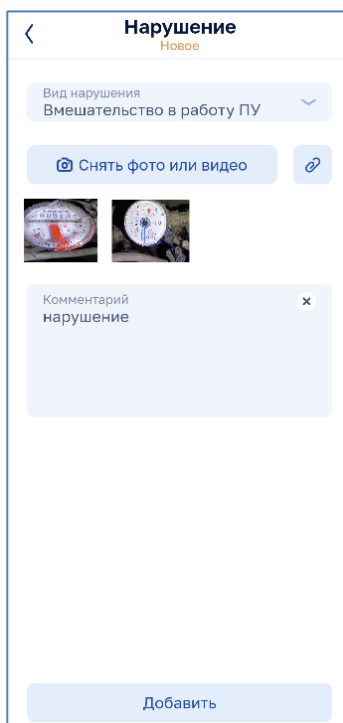 Нарушение
Новое
Вид нарушения
Вмешательство в работу ПУ
Снять фото или видео
Комментарий
нарушение
Добавить